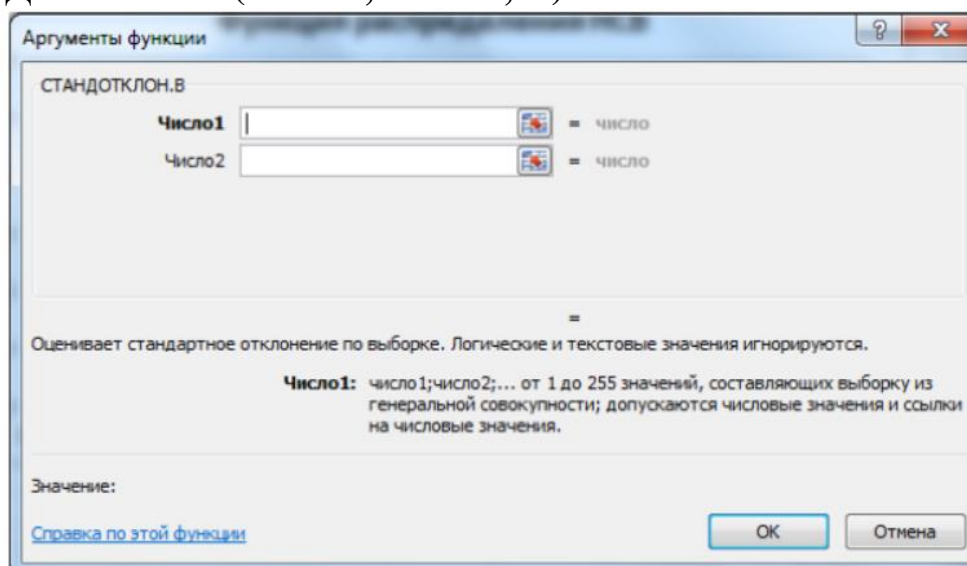 Аргументы функции
СТАНДОТКЛОН.В
Число1 = число
Число2 = число
=
Оценивает стандартное отклонение по выборке. Логические и текстовые значения игнорируются.
Число1: число1;число2;... от 1 до 255 значений, составляющих выборку из
генеральной совокупности; допускаются числовые значения и ссылки
на числовые значения.
Значение:
Справка по этой функции
ОК Отмена